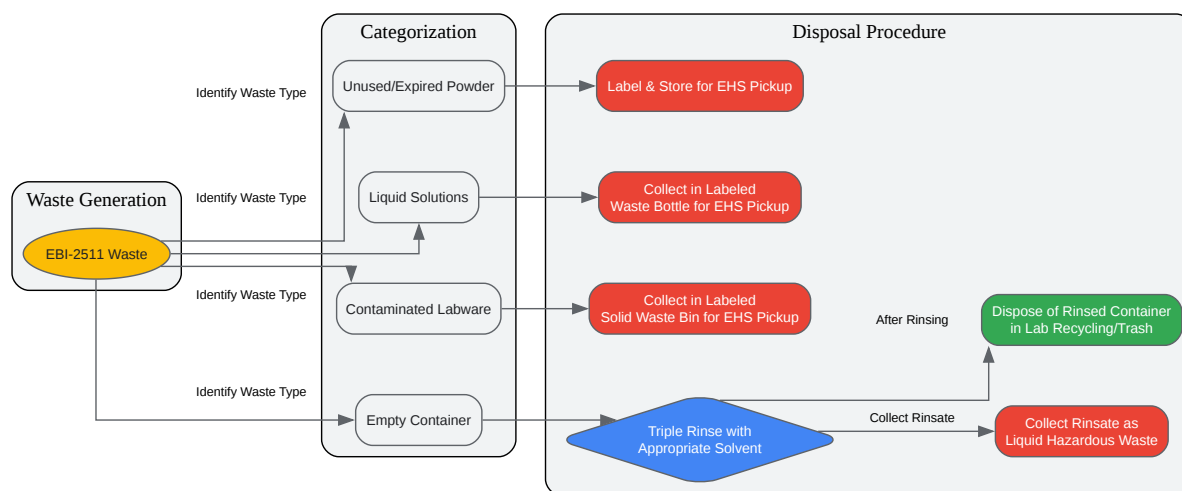 Categorization
Disposal Procedure
Identify Waste Type
Unused/Expired Powder
Label & Store for EHS Pickup
Waste Generation
Identify Waste Type
Liquid Solutions
Collect in Labeled
Waste Bottle for EHS Pickup
EBI-2511 Waste
Identify Waste Type
Contaminated Labware
Collect in Labeled
Solid Waste Bin for EHS Pickup
After Rinsing
Dispose of Rinsed Container
in Lab Recycling/Trash
Identify Waste Type
Empty Container
Triple Rinse with
Appropriate Solvent
Collect Rinsate
Collect Rinsate as
Liquid Hazardous Waste